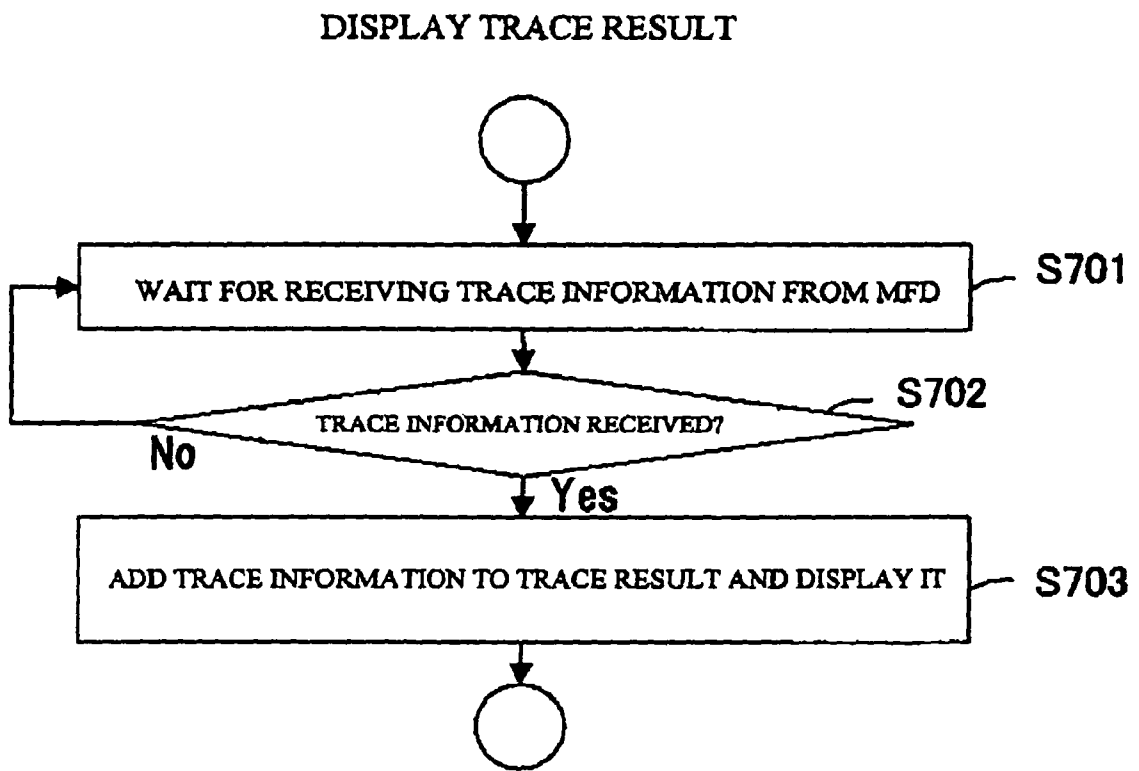 DISPLAY TRACE RESULT
WAIT FOR RECEIVING TRACE INFORMATION FROM MFD
S701
TRACE INFORMATION RECEIVED?
S702
No
Yes
ADD TRACE INFORMATION TO TRACE RESULT AND DISPLAY IT
S703